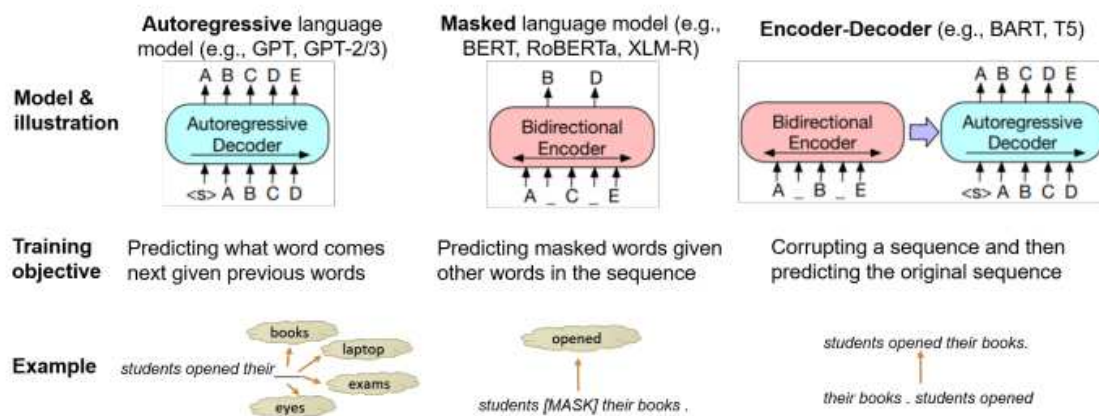 Autoregressive language
model (e.g., GPT, GPT-2/3)
Masked language model (e.g.,
BERT, RoBERTa, XLM-R)
Encoder-Decoder (e.g., BART, T5)
Model &
illustration
A B C D E
Autoregressive
Decoder
<s> A B C D
B D
Bidirectional
Encoder
A _ C _ E
Bidirectional
Encoder
A _ B _ E
A B C D E
Autoregressive
Decoder
<s> A B C D
Training
objective
Predicting what word comes
next given previous words
Predicting masked words given
other words in the sequence
Corrupting a sequence and then
predicting the original sequence
Example
students opened their ___
books
laptop
exams
eyes
opened
students [MASK] their books .
students opened their books.
their books . students opened